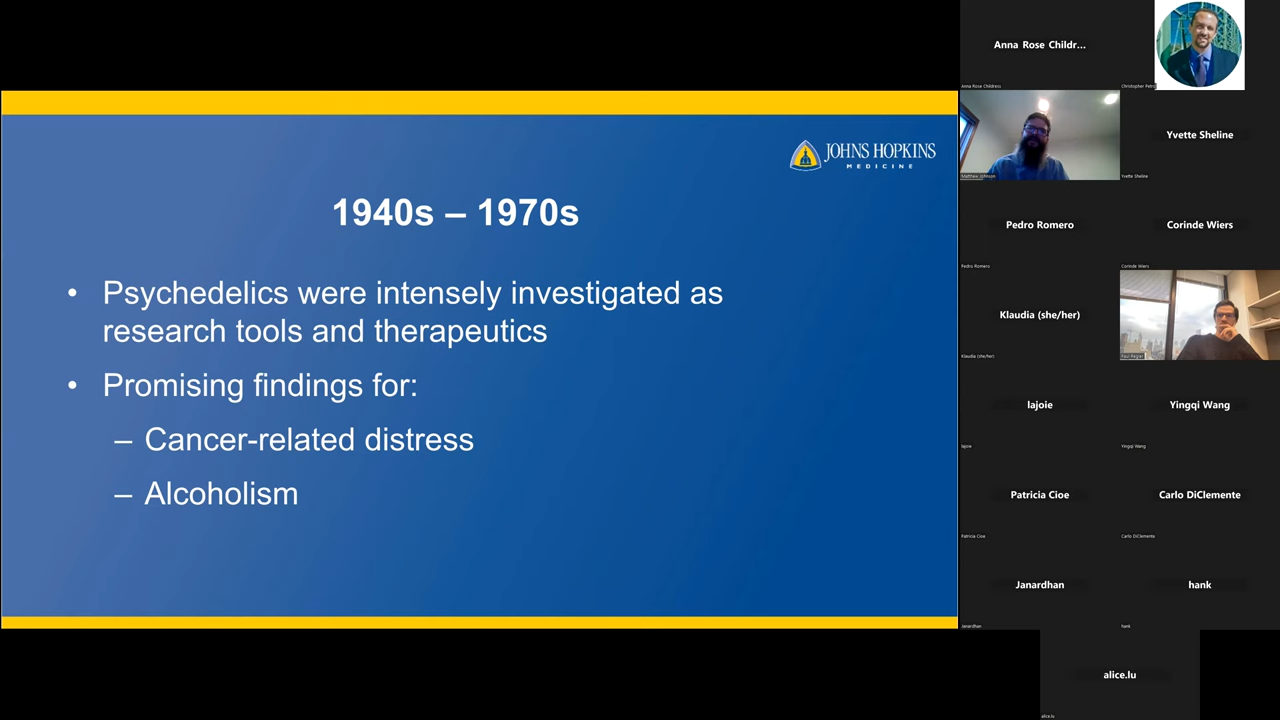 JOHNS HOPKINS
MEDICINE
1940s – 1970s
• Psychedelics were intensely investigated as
research tools and therapeutics
• Promising findings for:
– Cancer-related distress
– Alcoholism
Anna Rose Childr...
Anna Rose Childress
Matthew Johnson
Yvette Sheline
Yvette Sheline
Pedro Romero
Pedro Romero
Corinde Wiers
Corinde Wiers
Klaudia (she/her)
Klaudia (she/her)
Paul Regier
lajoie
lajoie
Yingqi Wang
Yingqi Wang
Patricia Cioe
Patricia Cioe
Carlo DiClemente
Carlo DiClemente
Janardhan
Janardhan
hank
hank
alice.lu
alice.lu